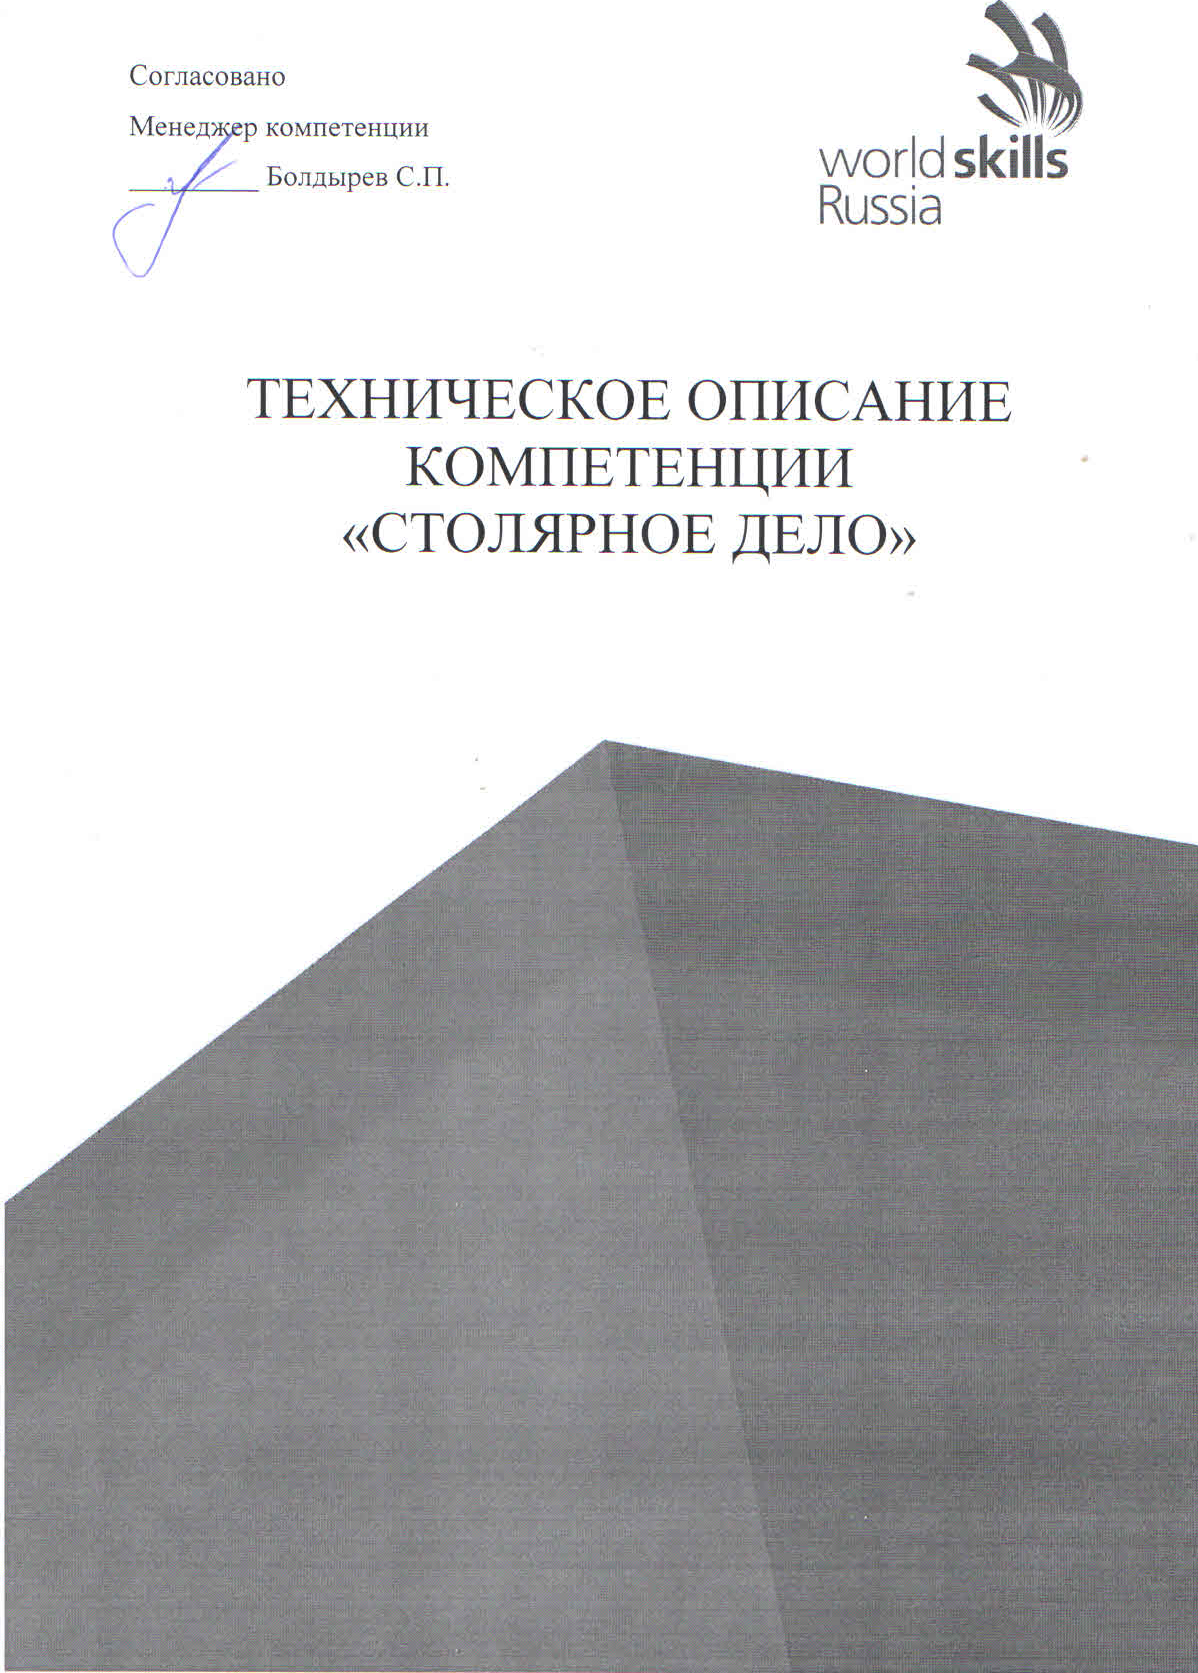 Согласовано
Менеджер компетенции
Болдырев С.П.
world skills
Russia
ТЕХНИЧЕСКОЕ ОПИСАНИЕ
КОМПЕТЕНЦИИ
«СТОЛЯРНОЕ ДЕЛО»